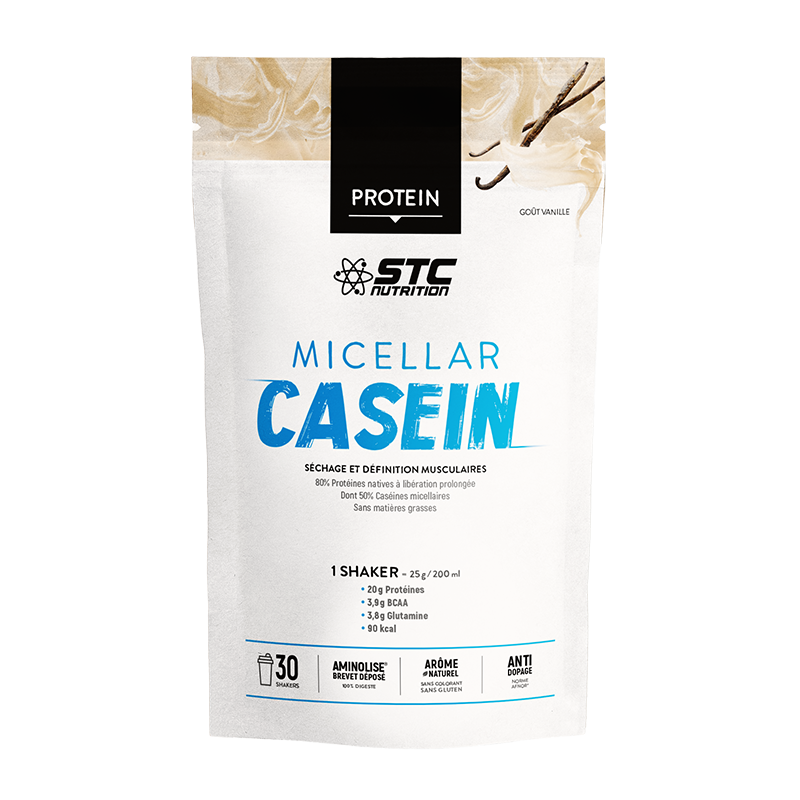 PROTEIN
GOÛT VANILLE
STC
NUTRITION
MICELLAR
CASEIN
SÉCHAGE ET DÉFINITION MUSCULAIRES
80% Protéines natives à libération prolongée
Dont 50% Caséines micellaires
Sans matières grasses
1 SHAKER - 25 g / 200 ml
• 20g Protéines
• 3,9g BCAA
• 3,8g Glutamine
• 90 kcal
30
SHAKERS
AMINOLISE®
BREVET DÉPOSÉ
100% DIGESTE
ARÔME
NATUREL
SANS COLORANT
SANS GLUTEN
ANTI
DOPAGE
NORME
AFNOR*